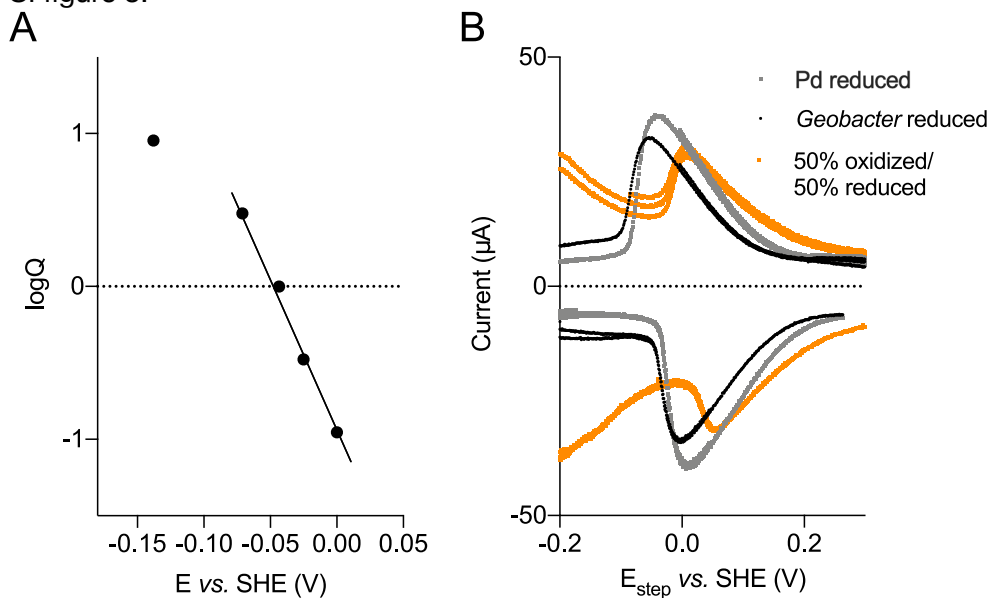 A
B
logQ
1
0
-1
-0.15 -0.10 -0.05 0.00 0.05
E vs. SHE (V)
Current (µA)
50
0
-50
-0.2 0.0 0.2
E_step vs. SHE (V)
Pd reduced
Geobacter reduced
50% oxidized/
50% reduced